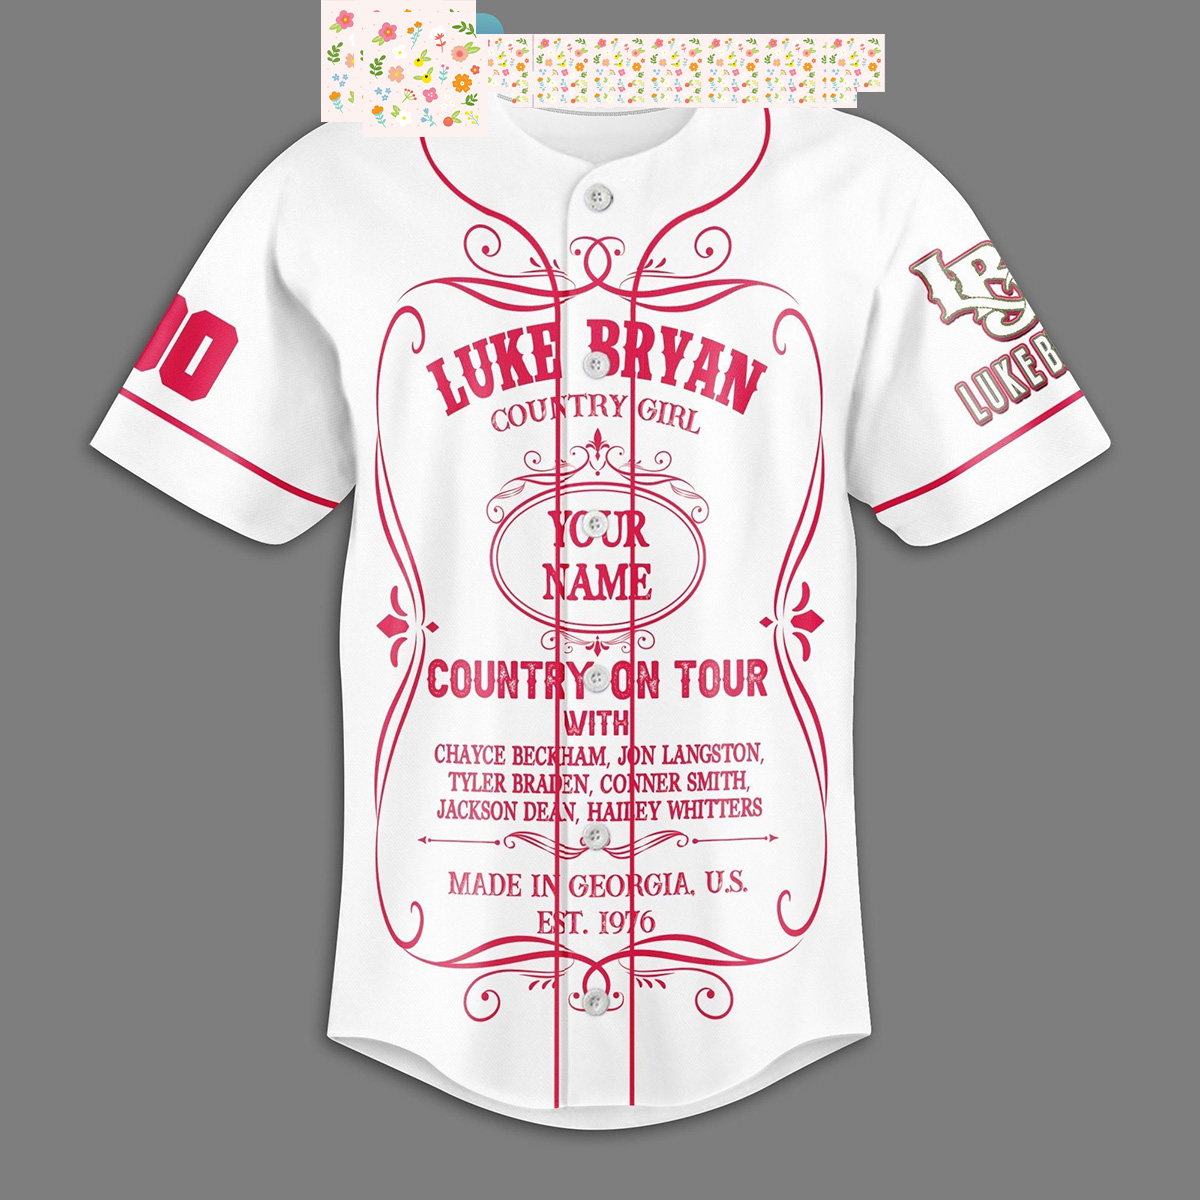 LUKE BRYAN
COUNTRY GIRL
YOUR
NAME
COUNTRY ON TOUR
WITH
CHAYCE BECKHAM, JON LANGSTON,
TYLER BRADEN, CONNER SMITH,
JACKSON DEAN, HAILEY WHITTERS
MADE IN GEORGIA, U.S.
EST. 1976
00
LB
LUKE B